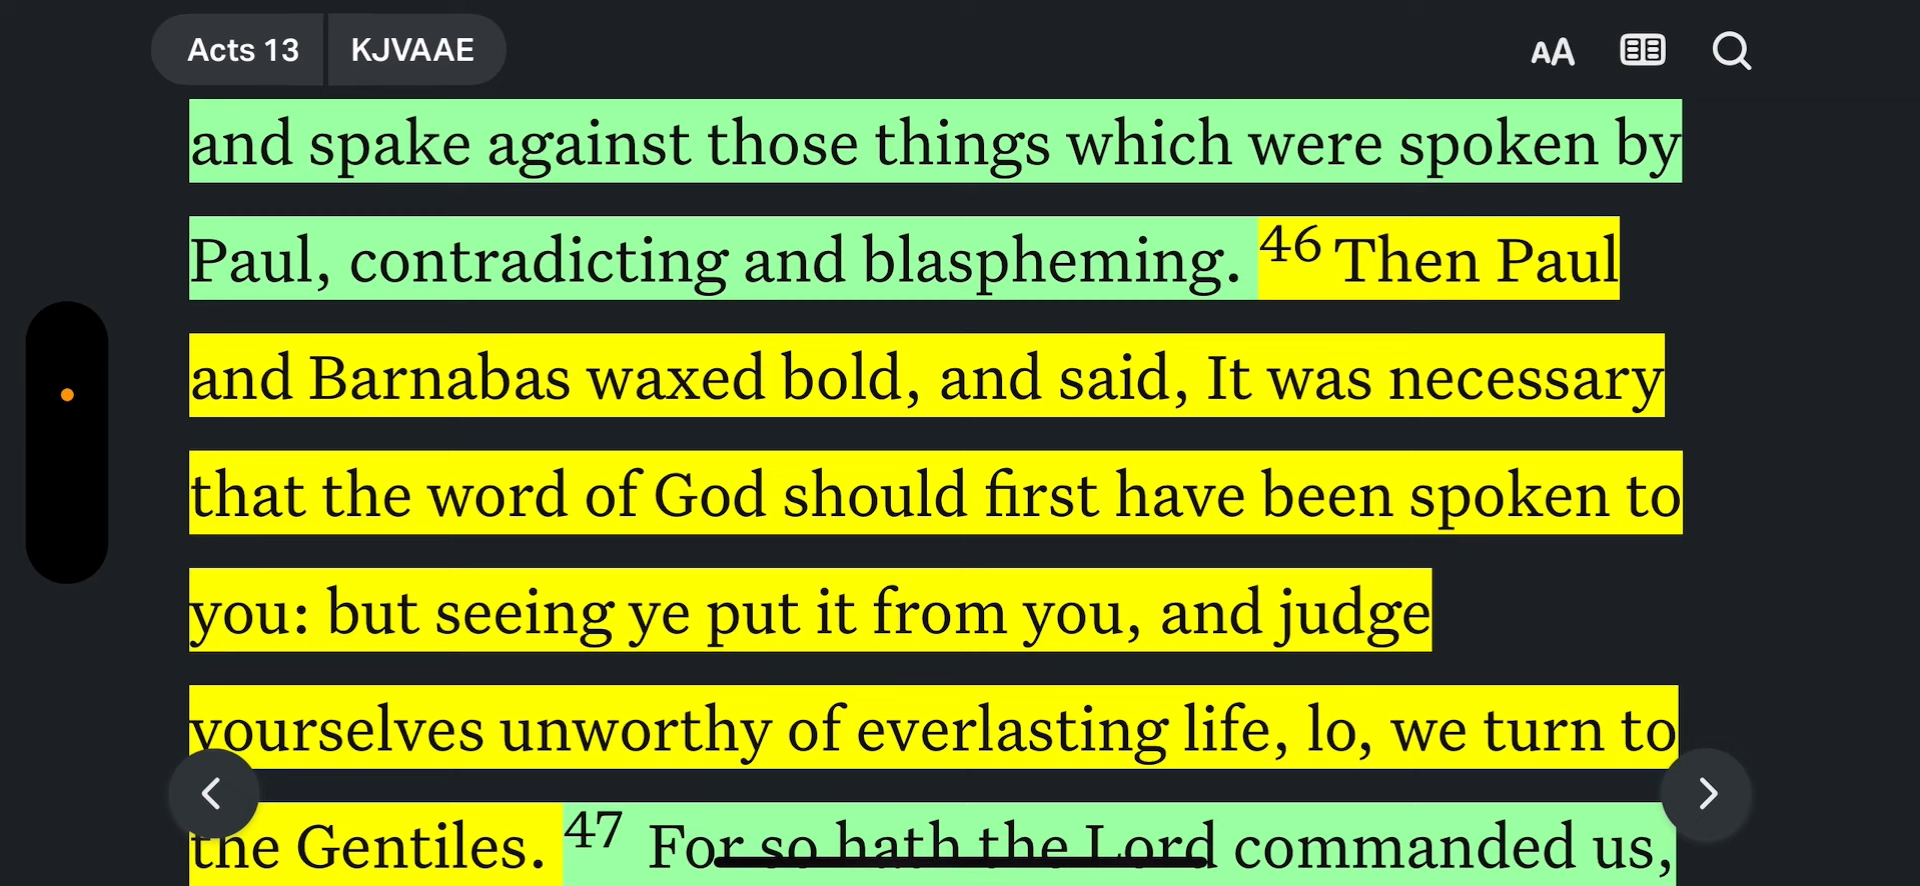 Acts 13 KJVAAE AA
and spake against those things which were spoken by
Paul, contradicting and blaspheming. 46 Then Paul
and Barnabas waxed bold, and said, It was necessary
that the word of God should first have been spoken to
you: but seeing ye put it from you, and judge
yourselves unworthy of everlasting life, lo, we turn to
the Gentiles. 47 For so hath the Lord commanded us,